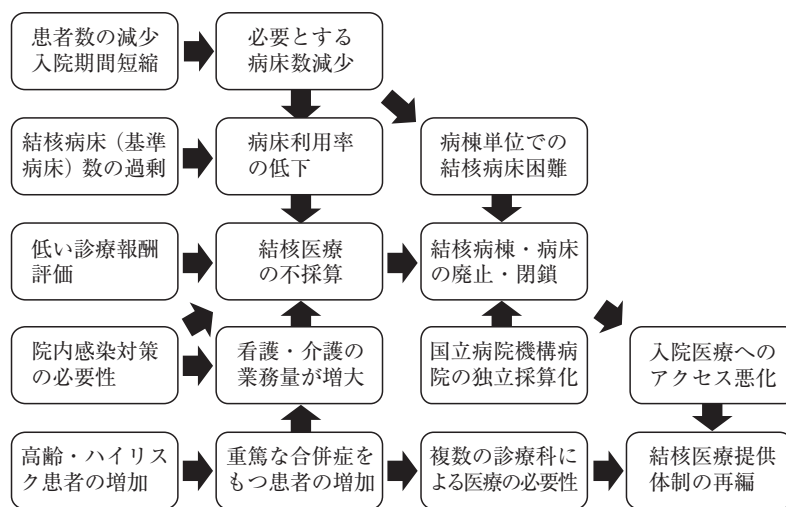 患者数の減少
入院期間短縮
必要とする
病床数減少
結核病床（基準
病床）数の過剰
病床利用率
の低下
病棟単位での
結核病床困難
低い診療報酬
評価
結核医療
の不採算
結核病棟・病床
の廃止・閉鎖
院内感染対策
の必要性
看護・介護の
業務量が増大
国立病院機構病
院の独立採算化
入院医療への
アクセス悪化
高齢・ハイリス
ク患者の増加
重篤な合併症を
もつ患者の増加
複数の診療科に
よる医療の必要性
結核医療提供
体制の再編